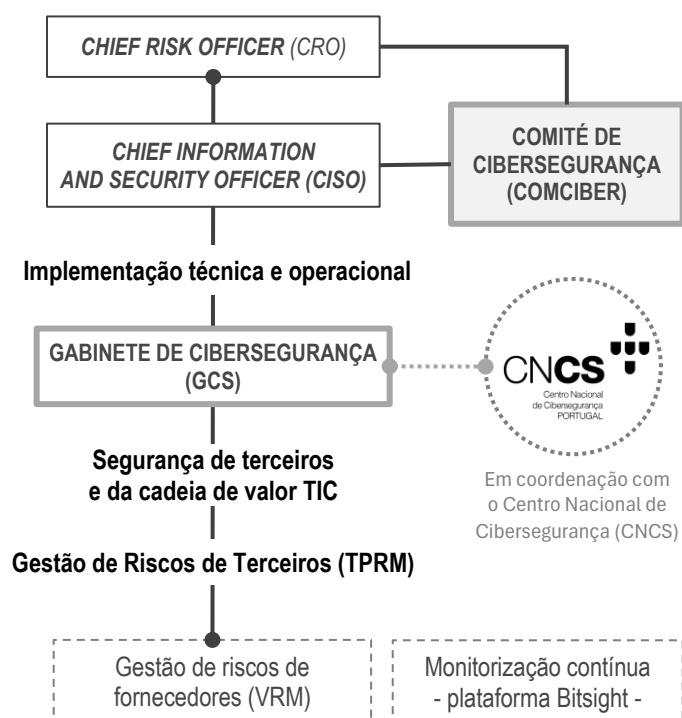 CHIEF RISK OFFICER (CRO)
CHIEF INFORMATION
AND SECURITY OFFICER (CISO)
COMITÉ DE
CIBERSEGURANÇA
(COMCIBER)
Implementação técnica e operacional
GABINETE DE CIBERSEGURANÇA
(GCS)
CNCS
Centro Nacional
de Cibersegurança
PORTUGAL
Em coordenação com
o Centro Nacional de
Cibersegurança (CNCS)
Segurança de terceiros
e da cadeia de valor TIC
Gestão de Riscos de Terceiros (TPRM)
Gestão de riscos de
fornecedores (VRM)
Monitorização contínua
- plataforma Bitsight -